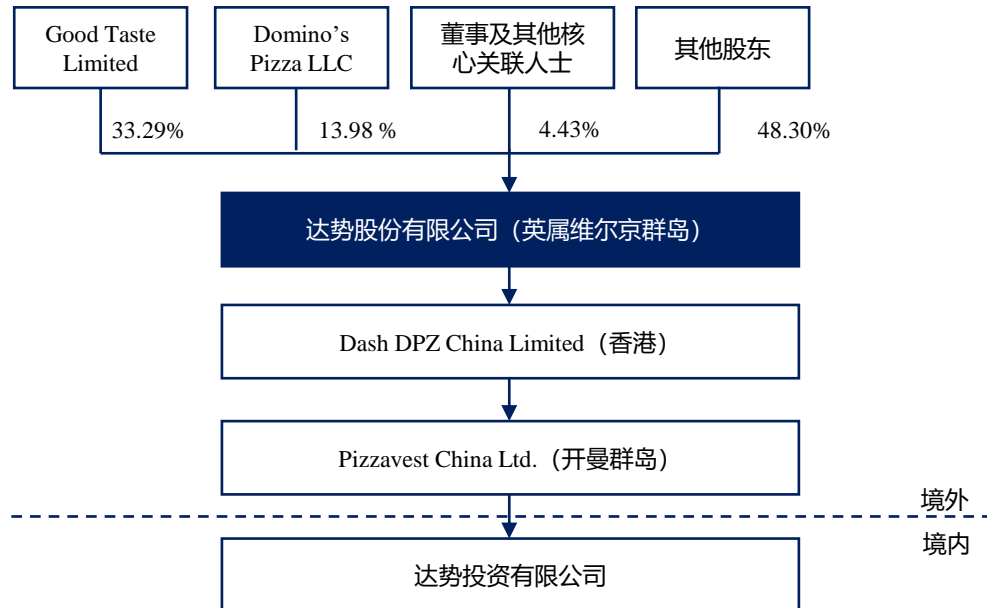 Good Taste
Limited
Domino's
Pizza LLC
董事及其他核
心关联人士
其他股东
33.29%
13.98 %
4.43%
48.30%
达势股份有限公司（英属维尔京群岛）
Dash DPZ China Limited（香港）
Pizzavest China Ltd.（开曼群岛）
境外
境内
达势投资有限公司